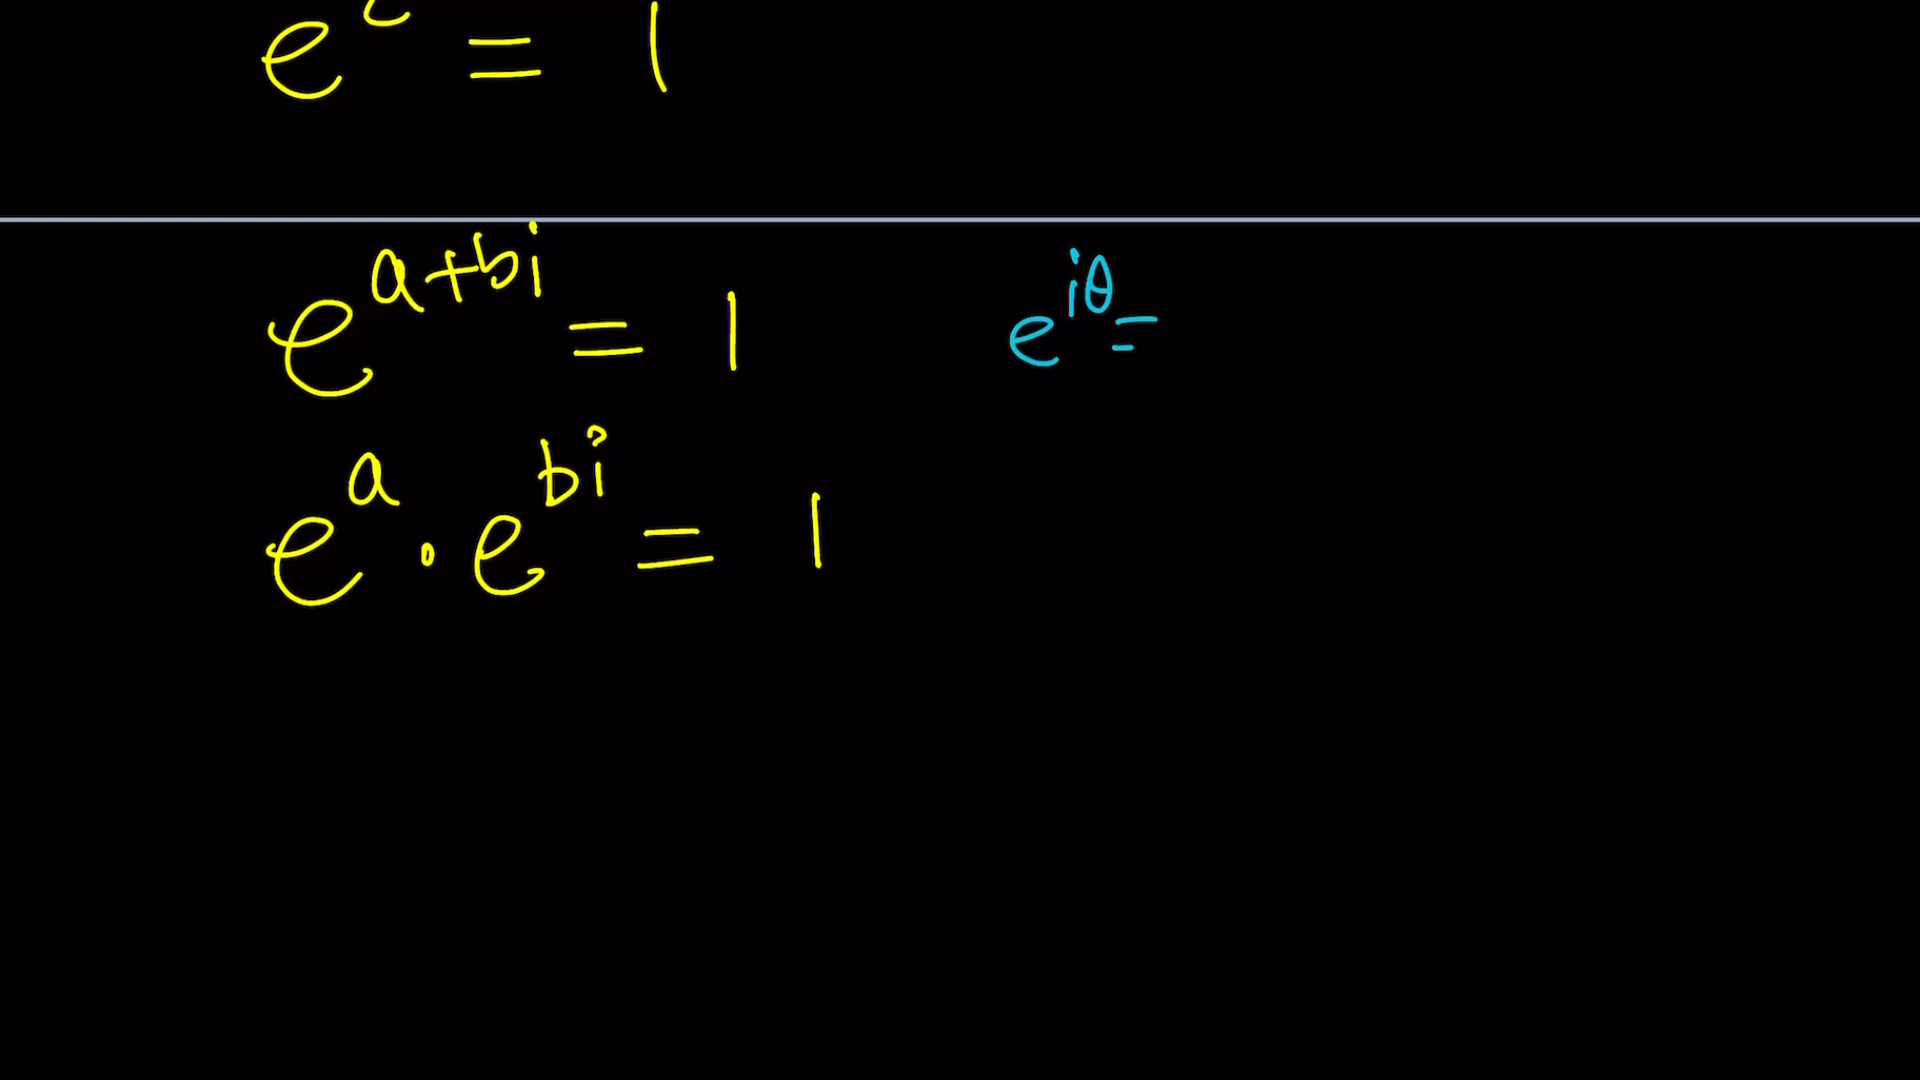 e = 1
e^{a+bi} = 1
e^{iθ} =
e^a · e^{bi} = 1